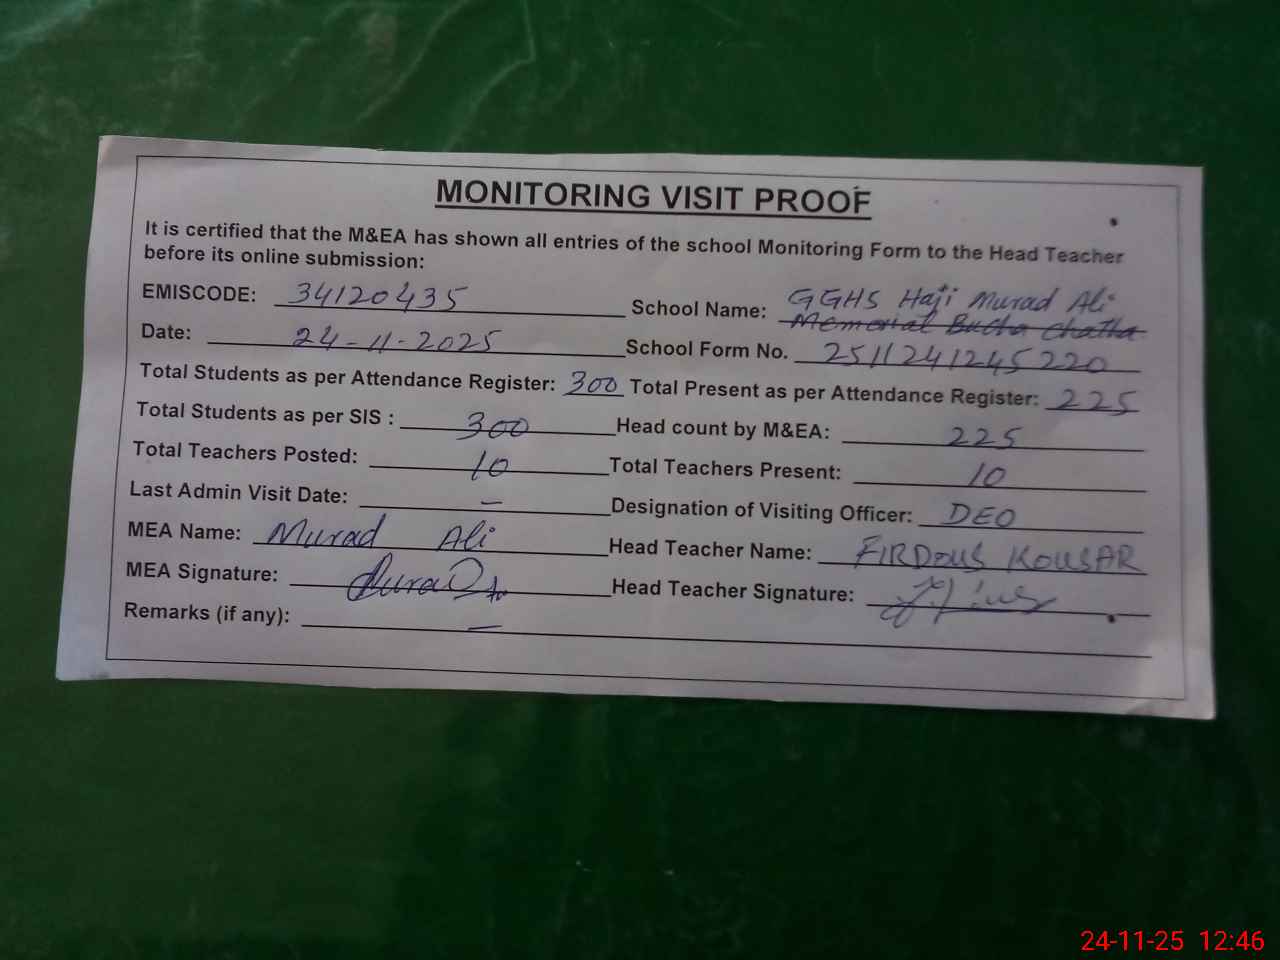 MONITORING VISIT PROOF
It is certified that the M&EA has shown all entries of the school Monitoring Form to the Head Teacher
before its online submission:
EMISCODE: 34120435 School Name: GGHS Haji Murad Ali
Memorial Bucha Chatha
Date: 24-11-2025 School Form No. 2511241245220
Total Students as per Attendance Register: 300 Total Present as per Attendance Register: 225
Total Students as per SIS : 300 Head count by M&EA: 225
Total Teachers Posted: 10 Total Teachers Present: 10
Last Admin Visit Date: – Designation of Visiting Officer: DEO
MEA Name: Murad Ali Head Teacher Name: FIRDOUS KOUSAR
MEA Signature: Head Teacher Signature:
Remarks (if any): –
24-11-25 12:46